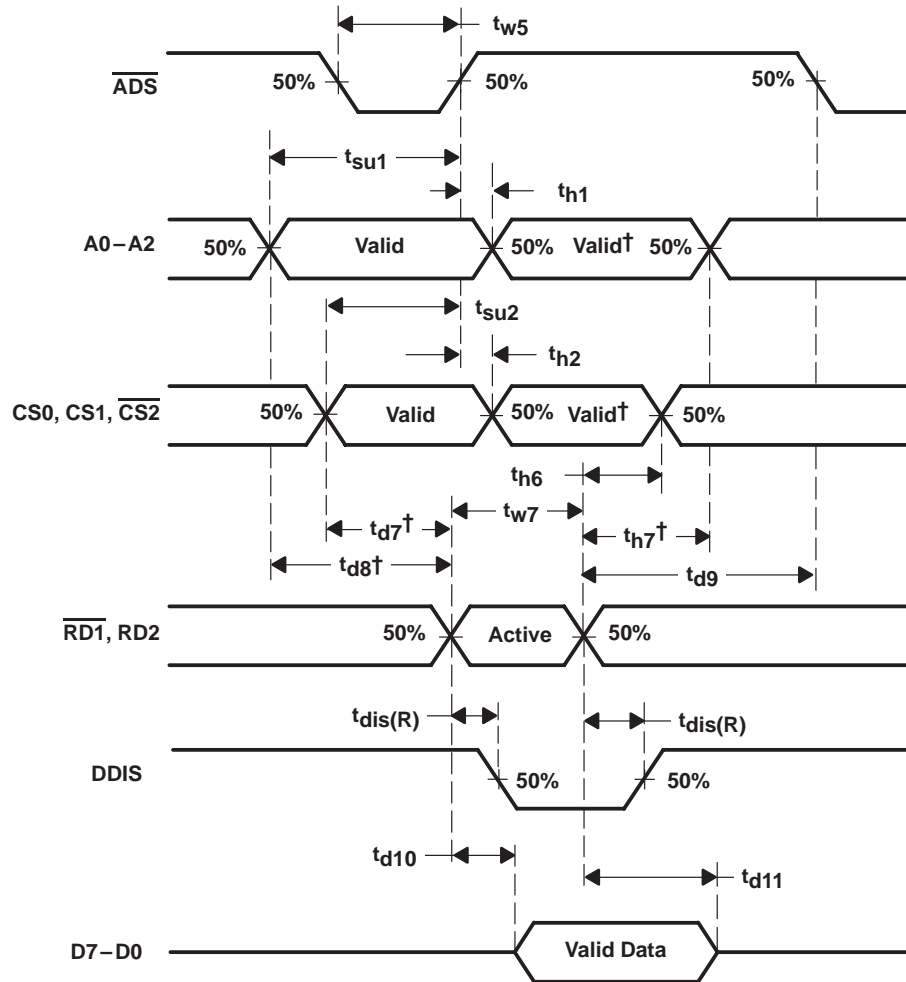 tw5
ADS 50% 50% 50%
tsu1
th1
A0–A2 50% Valid 50% Valid† 50%
tsu2
th2
CS0, CS1, CS2 50% Valid 50% Valid† 50%
th6
tw7
td7† th7†
td8† td9
RD1, RD2 50% Active 50%
tdis(R) tdis(R)
DDIS 50% 50%
td10 td11
D7–D0 Valid Data